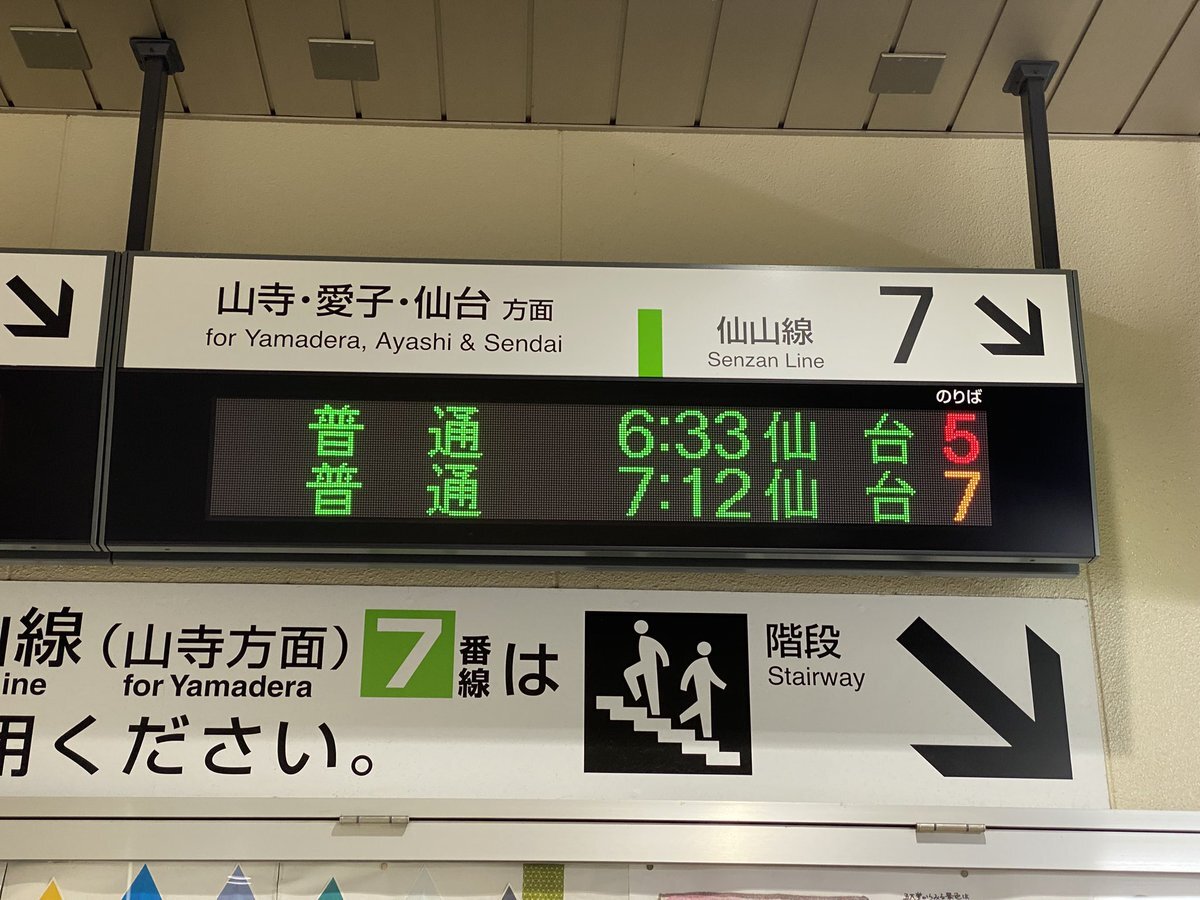 山寺・愛子・仙台 方面
for Yamadera, Ayashi & Sendai
仙山線
Senzan Line
7
のりば
普通 6:33 仙台 5
普通 7:12 仙台 7
線（山寺方面）7番線は
ine for Yamadera
用ください。
階段
Stairway